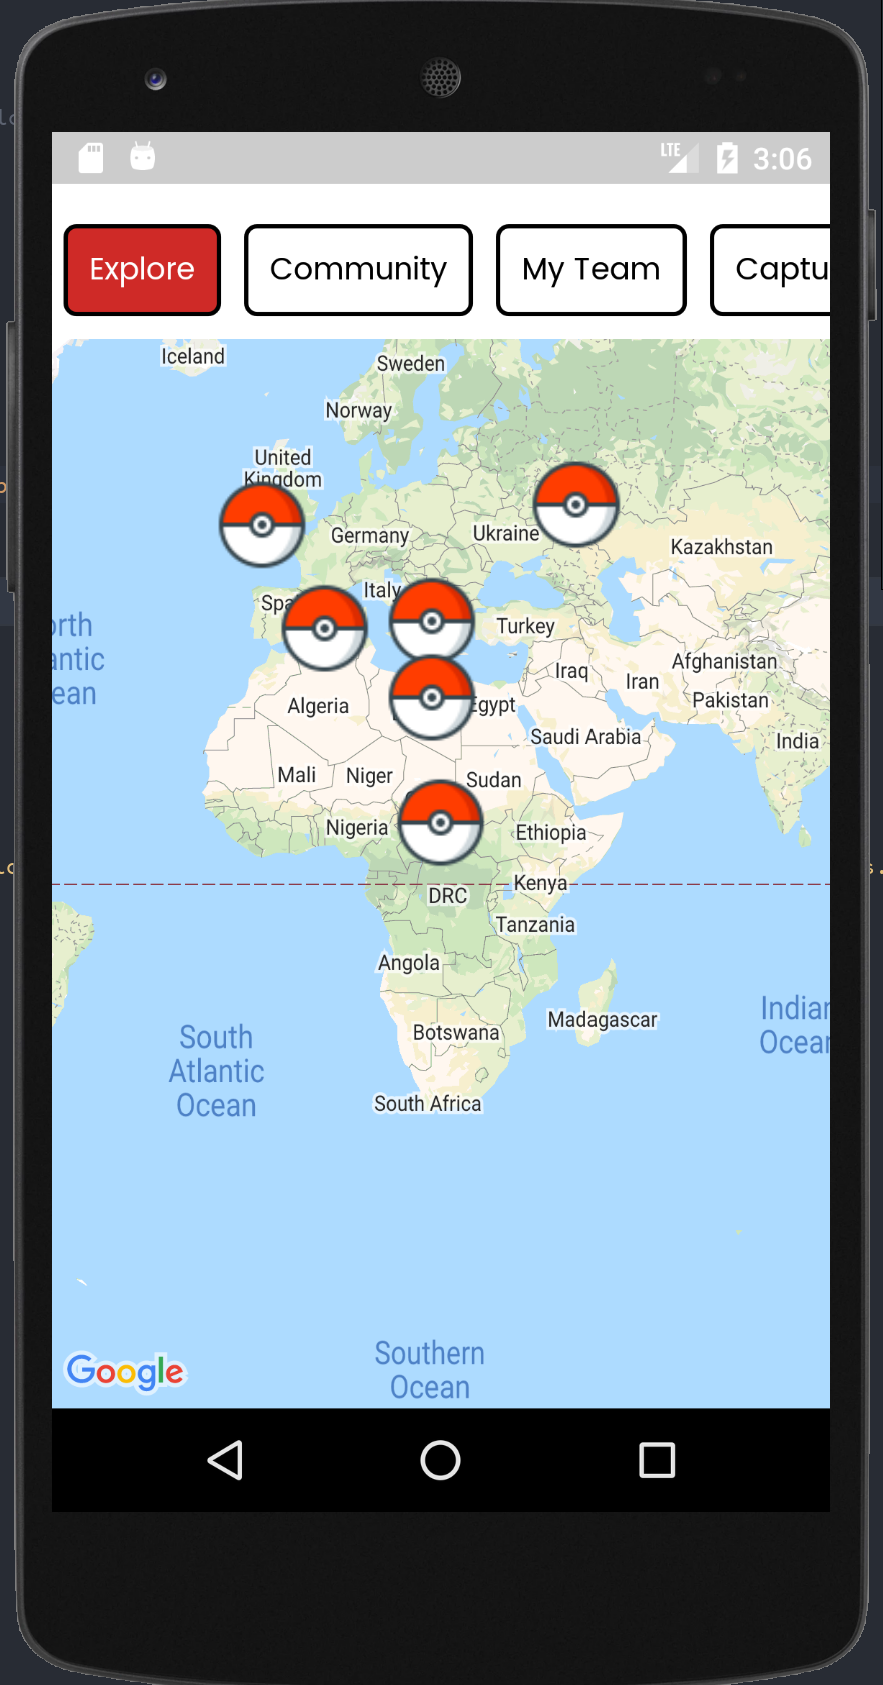 LTE 3:06
Explore Community My Team Captu
Iceland
Sweden
Norway
United
Kingdom
Germany
Ukraine
Kazakhstan
Italy
Spa
Turkey
orth
antic
ean
Afghanistan
Iraq
Iran
Pakistan
Algeria
Egypt
Saudi Arabia
India
Mali
Niger
Sudan
Nigeria
Ethiopia
Kenya
DRC
Tanzania
Angola
Madagascar
Botswana
Indian
Ocean
South
Atlantic
Ocean
South Africa
Southern
Ocean
Google